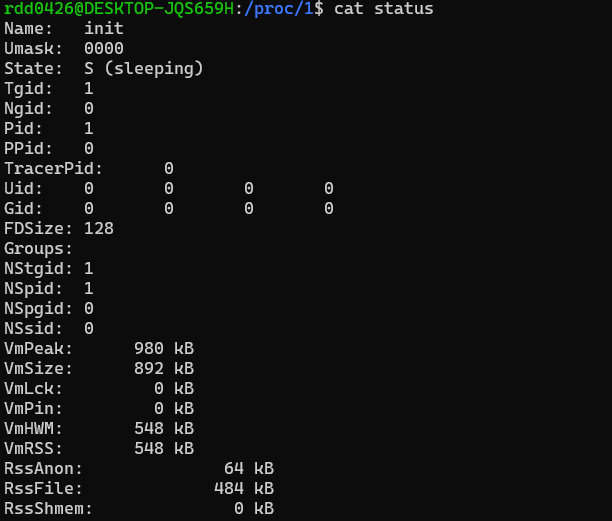 rdd0426@DESKTOP-JQS659H:/proc/1$ cat status
Name:   init
Umask:  0000
State:  S (sleeping)
Tgid:   1
Ngid:   0
Pid:    1
PPid:   0
TracerPid:      0
Uid:    0       0       0       0
Gid:    0       0       0       0
FDSize: 128
Groups:
NStgid: 1
NSpid:  1
NSpgid: 0
NSsid:  0
VmPeak:      980 kB
VmSize:      892 kB
VmLck:         0 kB
VmPin:         0 kB
VmHWM:       548 kB
VmRSS:       548 kB
RssAnon:              64 kB
RssFile:             484 kB
RssShmem:              0 kB